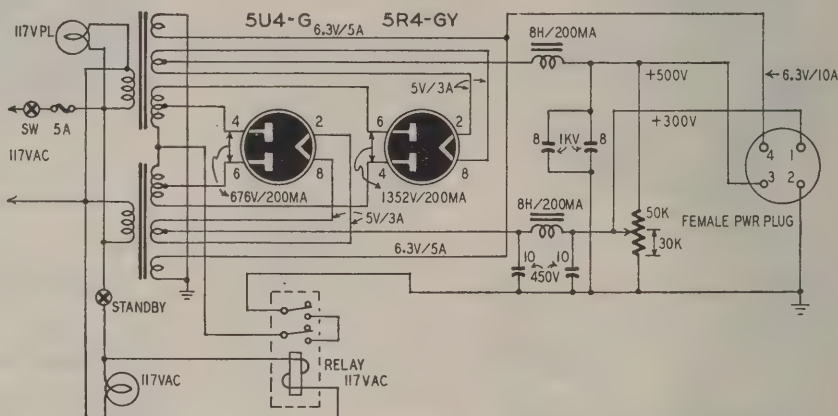 5U4-G
5R4-GY
117V PL
6.3V/5A
8H/200MA
5V/3A
+500V
6.3V/10A
SW
5A
117VAC
4
2
6
8
6
2
4
8
8
1KV
8
+300V
4
1
3
2
676V/200MA
1352V/200MA
5V/3A
8H/200MA
50K
30K
FEMALE PWR PLUG
6.3V/5A
10
10
450V
STANDBY
RELAY
117VAC
117VAC